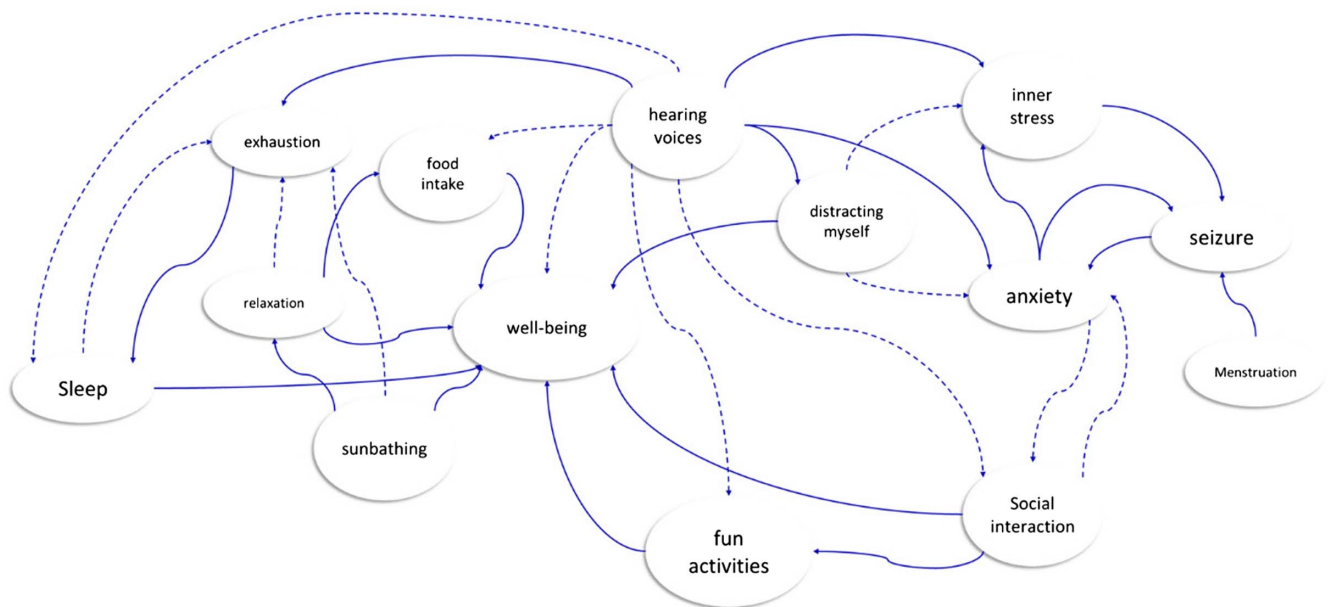 hearing
voices
inner
stress
exhaustion
food
intake
distracting
myself
seizure
relaxation
anxiety
well-being
Menstruation
Sleep
sunbathing
Social
interaction
fun
activities